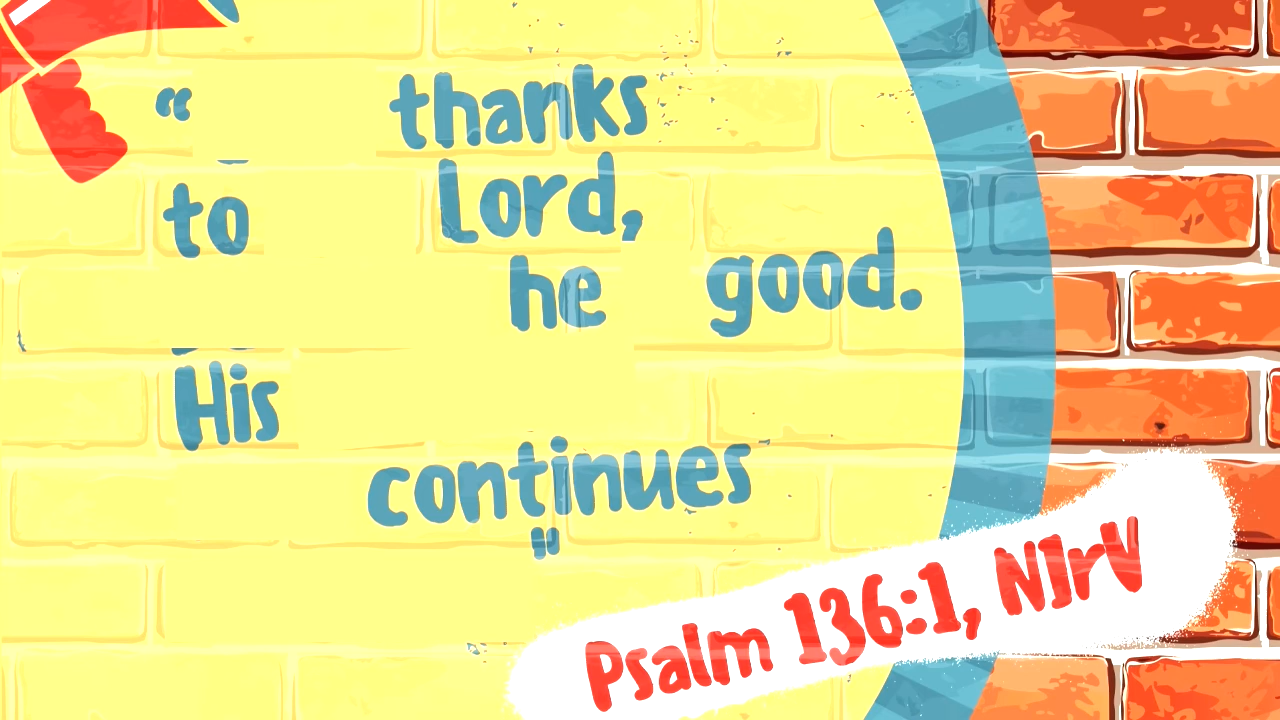 “ thanks
to Lord,
he good.
His
continues
"
Psalm 136:1, NIrV